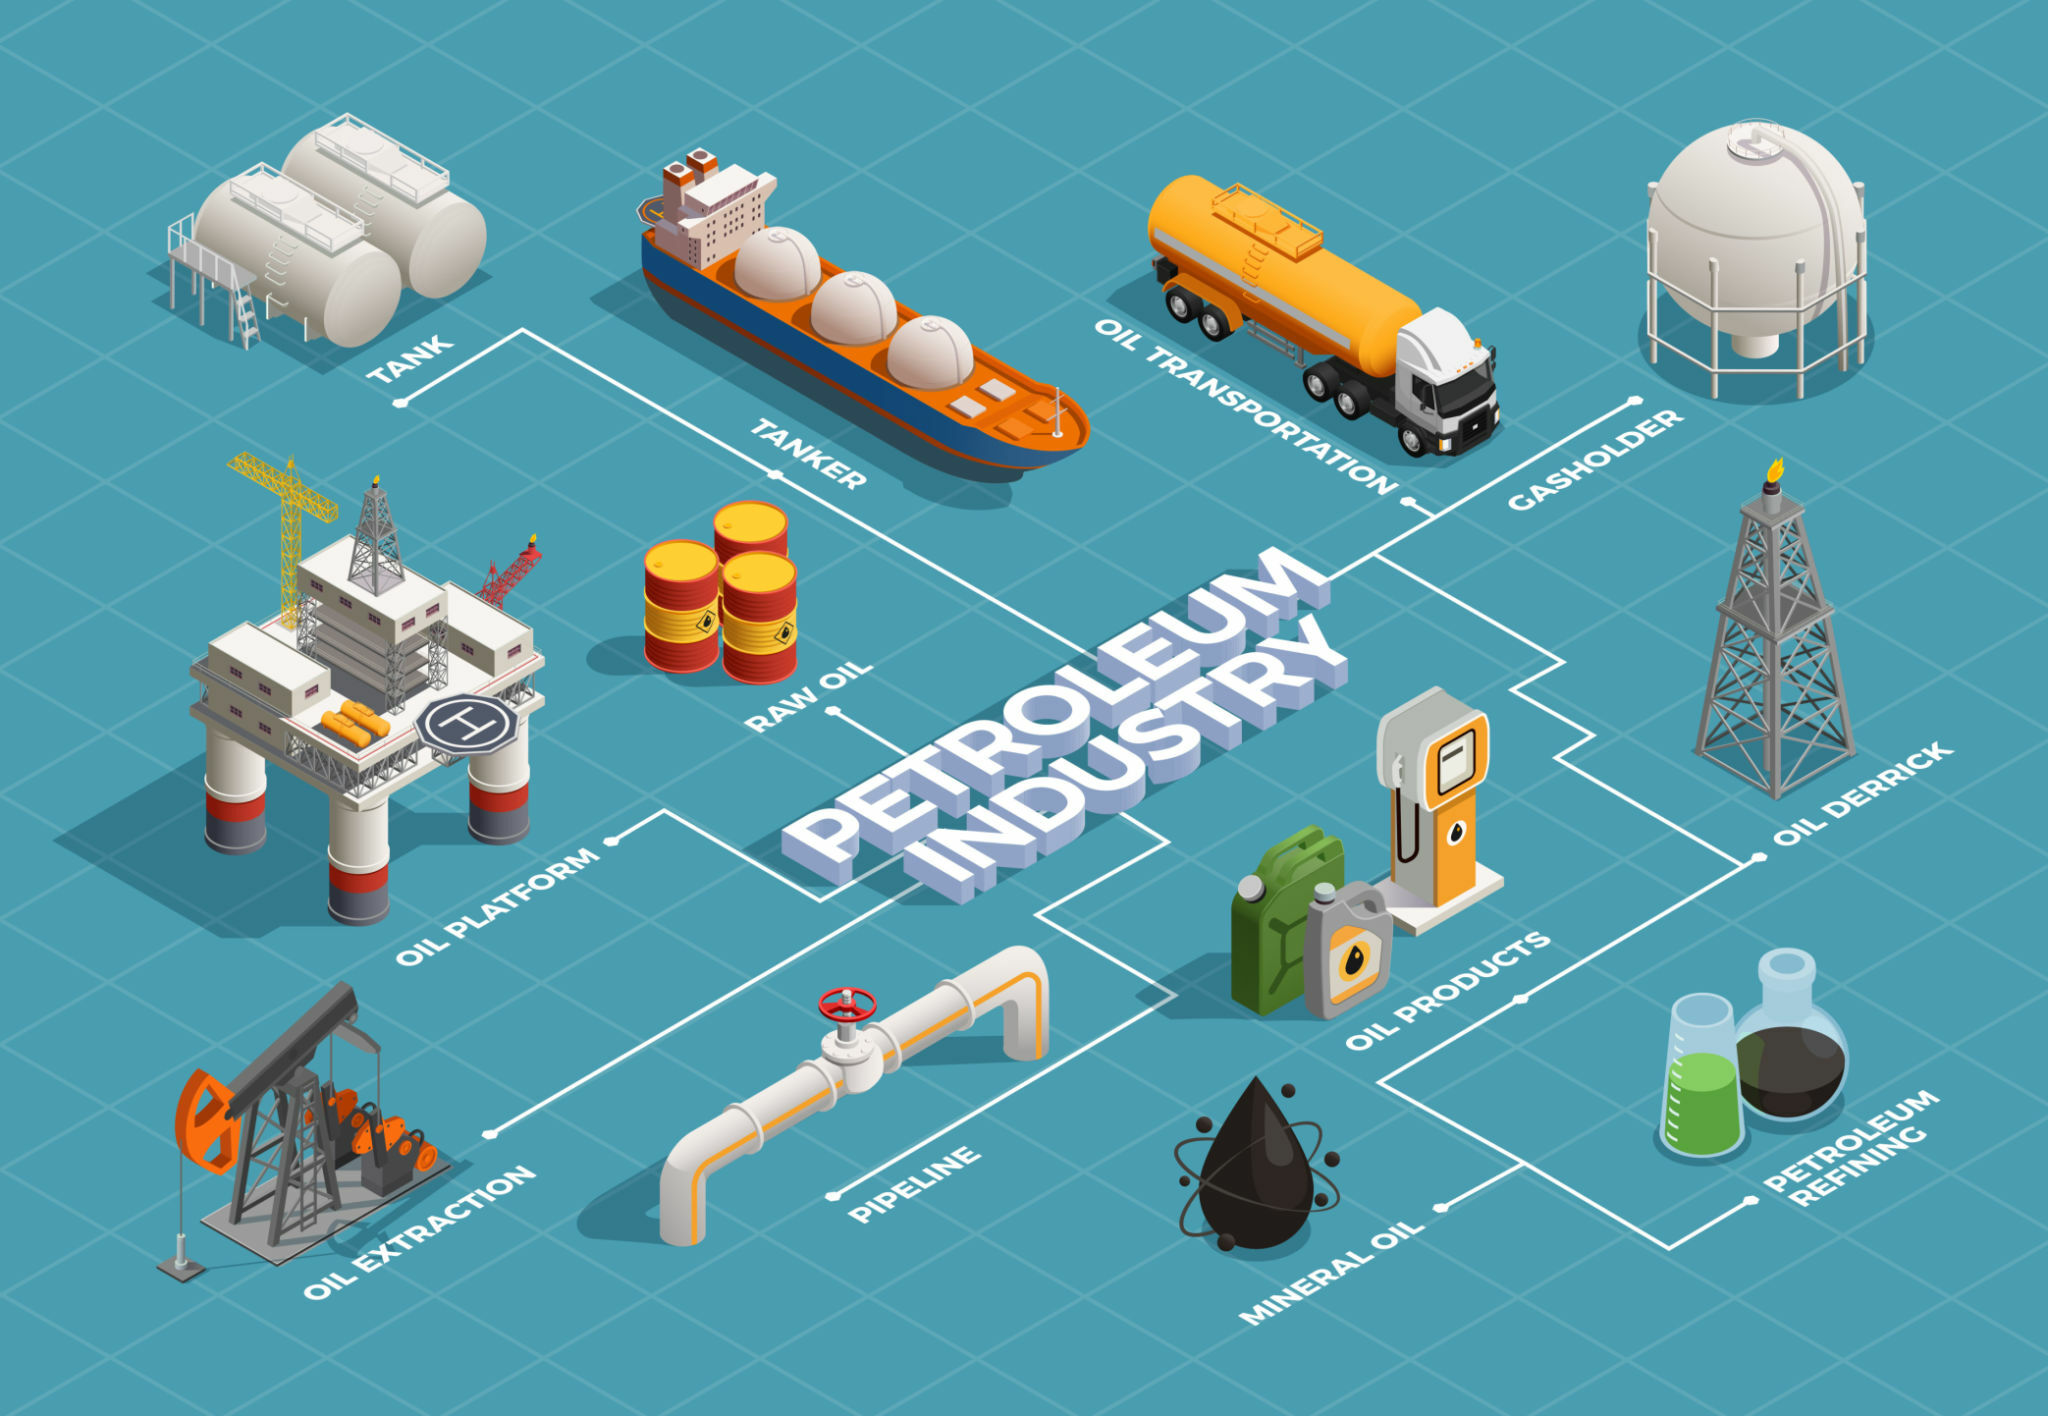 TANK
TANKER
OIL TRANSPORTATION
GASHOLDER
RAW OIL
PETROLEUM
INDUSTRY
OIL DERRICK
OIL PLATFORM
H
OIL PRODUCTS
OIL EXTRACTION
PIPELINE
MINERAL OIL
PETROLEUM
REFINING